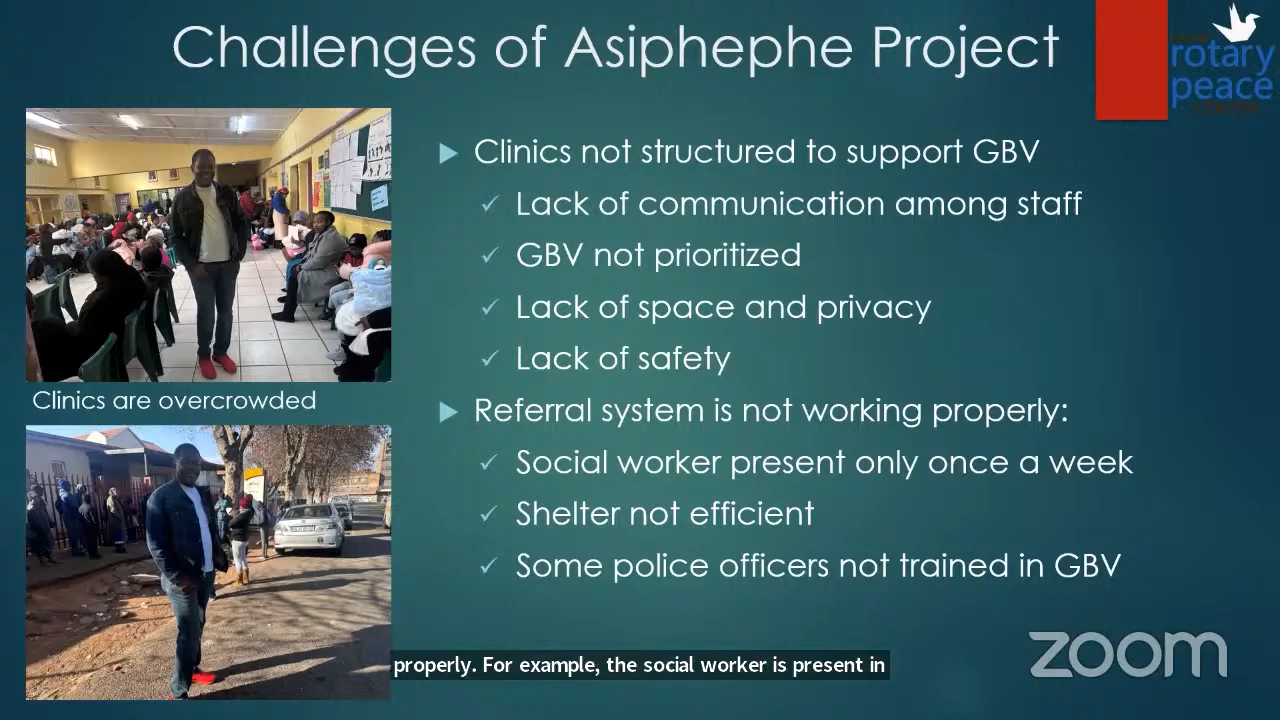 Challenges of Asiphephe Project
rotary
peace
Clinics not structured to support GBV
Lack of communication among staff
GBV not prioritized
Lack of space and privacy
Lack of safety
Clinics are overcrowded
Referral system is not working properly:
Social worker present only once a week
Shelter not efficient
Some police officers not trained in GBV
properly. For example, the social worker is present in
zoom